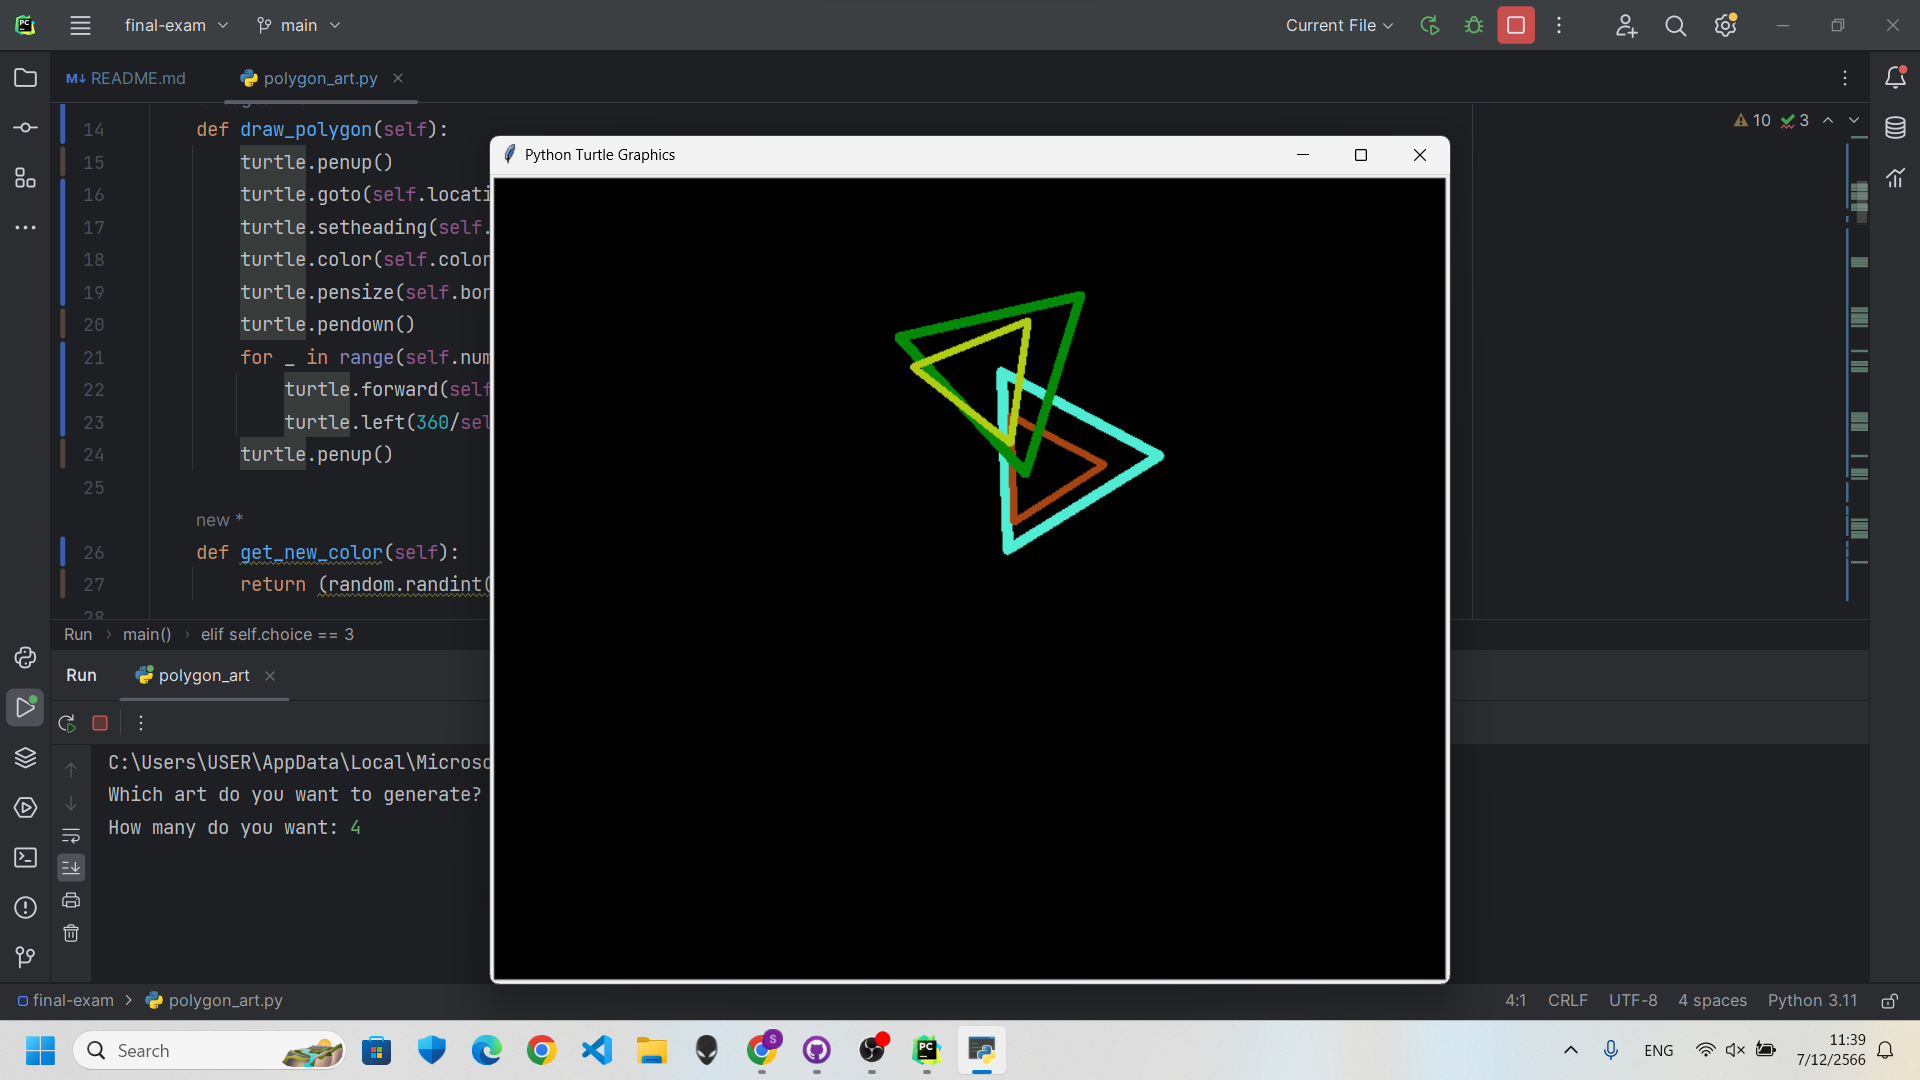 final-exam
main
Current File
README.md
polygon_art.py
10
3
14 def draw_polygon(self):
15 turtle.penup()
16 turtle.goto(self.locati
17 turtle.setheading(self.
18 turtle.color(self.color
19 turtle.pensize(self.bor
20 turtle.pendown()
21 for _ in range(self.num
22 turtle.forward(self
23 turtle.left(360/sel
24 turtle.penup()
25
new *
26 def get_new_color(self):
27 return (random.randint(
28
Python Turtle Graphics
Run > main() > elif self.choice == 3
Run
polygon_art
C:\Users\USER\AppData\Local\Microso
Which art do you want to generate?
How many do you want: 4
final-exam > polygon_art.py
4:1 CRLF UTF-8 4 spaces Python 3.11
Search
ENG
11:39
7/12/2566